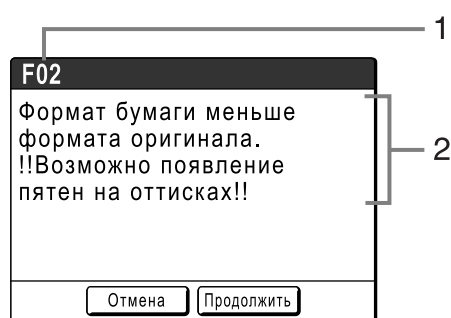 1
F02
Формат бумаги меньше
формата оригинала.
!!Возможно появление
пятен на оттисках!!
2
Отмена Продолжить